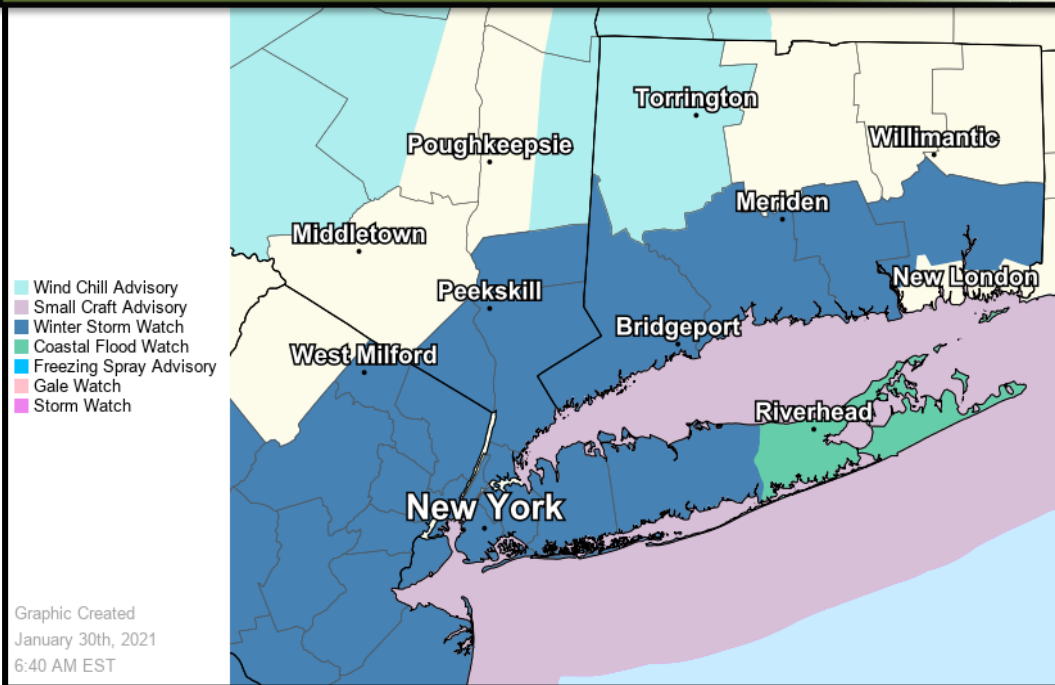 Torrington
Poughkeepsie
Willimantic
Meriden
Middletown
Peekskill
New London
Bridgeport
West Milford
Riverhead
New York
Wind Chill Advisory
Small Craft Advisory
Winter Storm Watch
Coastal Flood Watch
Freezing Spray Advisory
Gale Watch
Storm Watch
Graphic Created
January 30th, 2021
6:40 AM EST